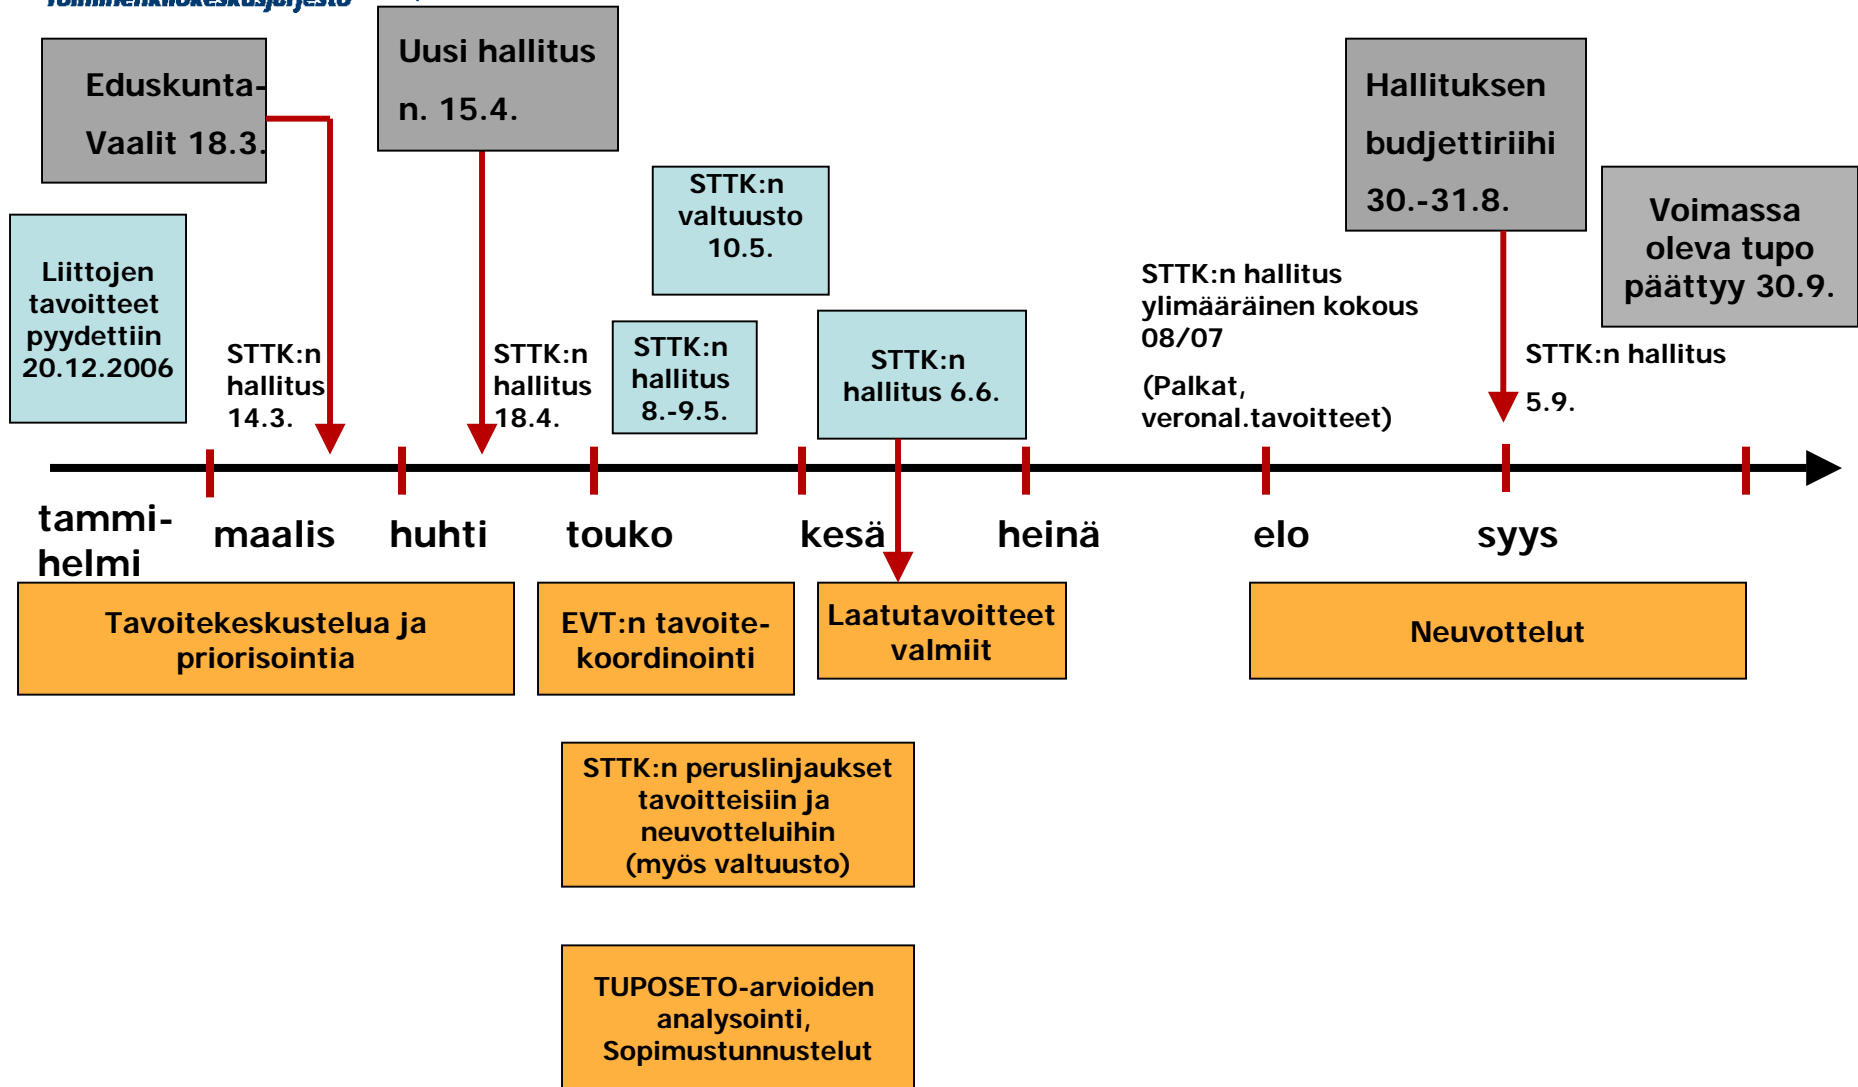 Toimihenkilökeskusjärjestö
Eduskunta-
Vaalit 18.3.
Uusi hallitus
n. 15.4.
Hallituksen
budjettiriihi
30.-31.8.
Voimassa
oleva tupo
päättyy 30.9.
Liittojen
tavoitteet
pyydettiin
20.12.2006
STTK:n
hallitus
14.3.
STTK:n
hallitus
18.4.
STTK:n
valtuusto
10.5.
STTK:n
hallitus
8.-9.5.
STTK:n
hallitus 6.6.
STTK:n hallitus
ylimääräinen kokous
08/07
(Palkat,
veronal.tavoitteet)
STTK:n hallitus
5.9.
tammi-
helmi
maalis
huhti
touko
kesä
heinä
elo
syys
Tavoitekeskustelua ja
priorisointia
EVT:n tavoite-
koordinointi
Laatutavoitteet
valmiit
Neuvottelut
STTK:n peruslinjaukset
tavoitteisiin ja
neuvotteluihin
(myös valtuusto)
TUPOSETO-arvioiden
analysointi,
Sopimustunnustelut